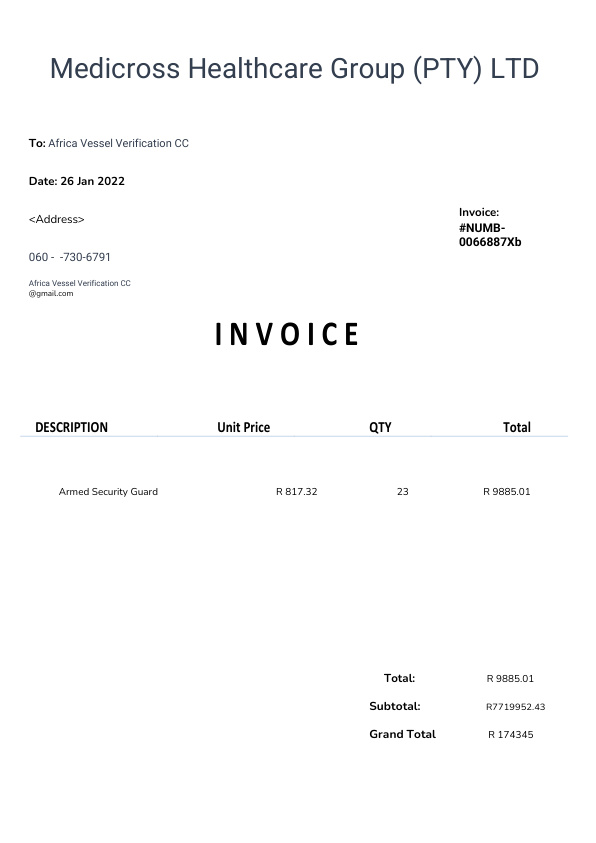 Medicross Healthcare Group (PTY) LTD
To: Africa Vessel Verification CC
Date: 26 Jan 2022
<Address>
Invoice:
#NUMB-
0066887Xb
060 -  -730-6791
Africa Vessel Verification CC
@gmail.com
INVOICE
DESCRIPTION Unit Price QTY Total
Armed Security Guard R 817.32 23 R 9885.01
Total: R 9885.01
Subtotal: R7719952.43
Grand Total R 174345